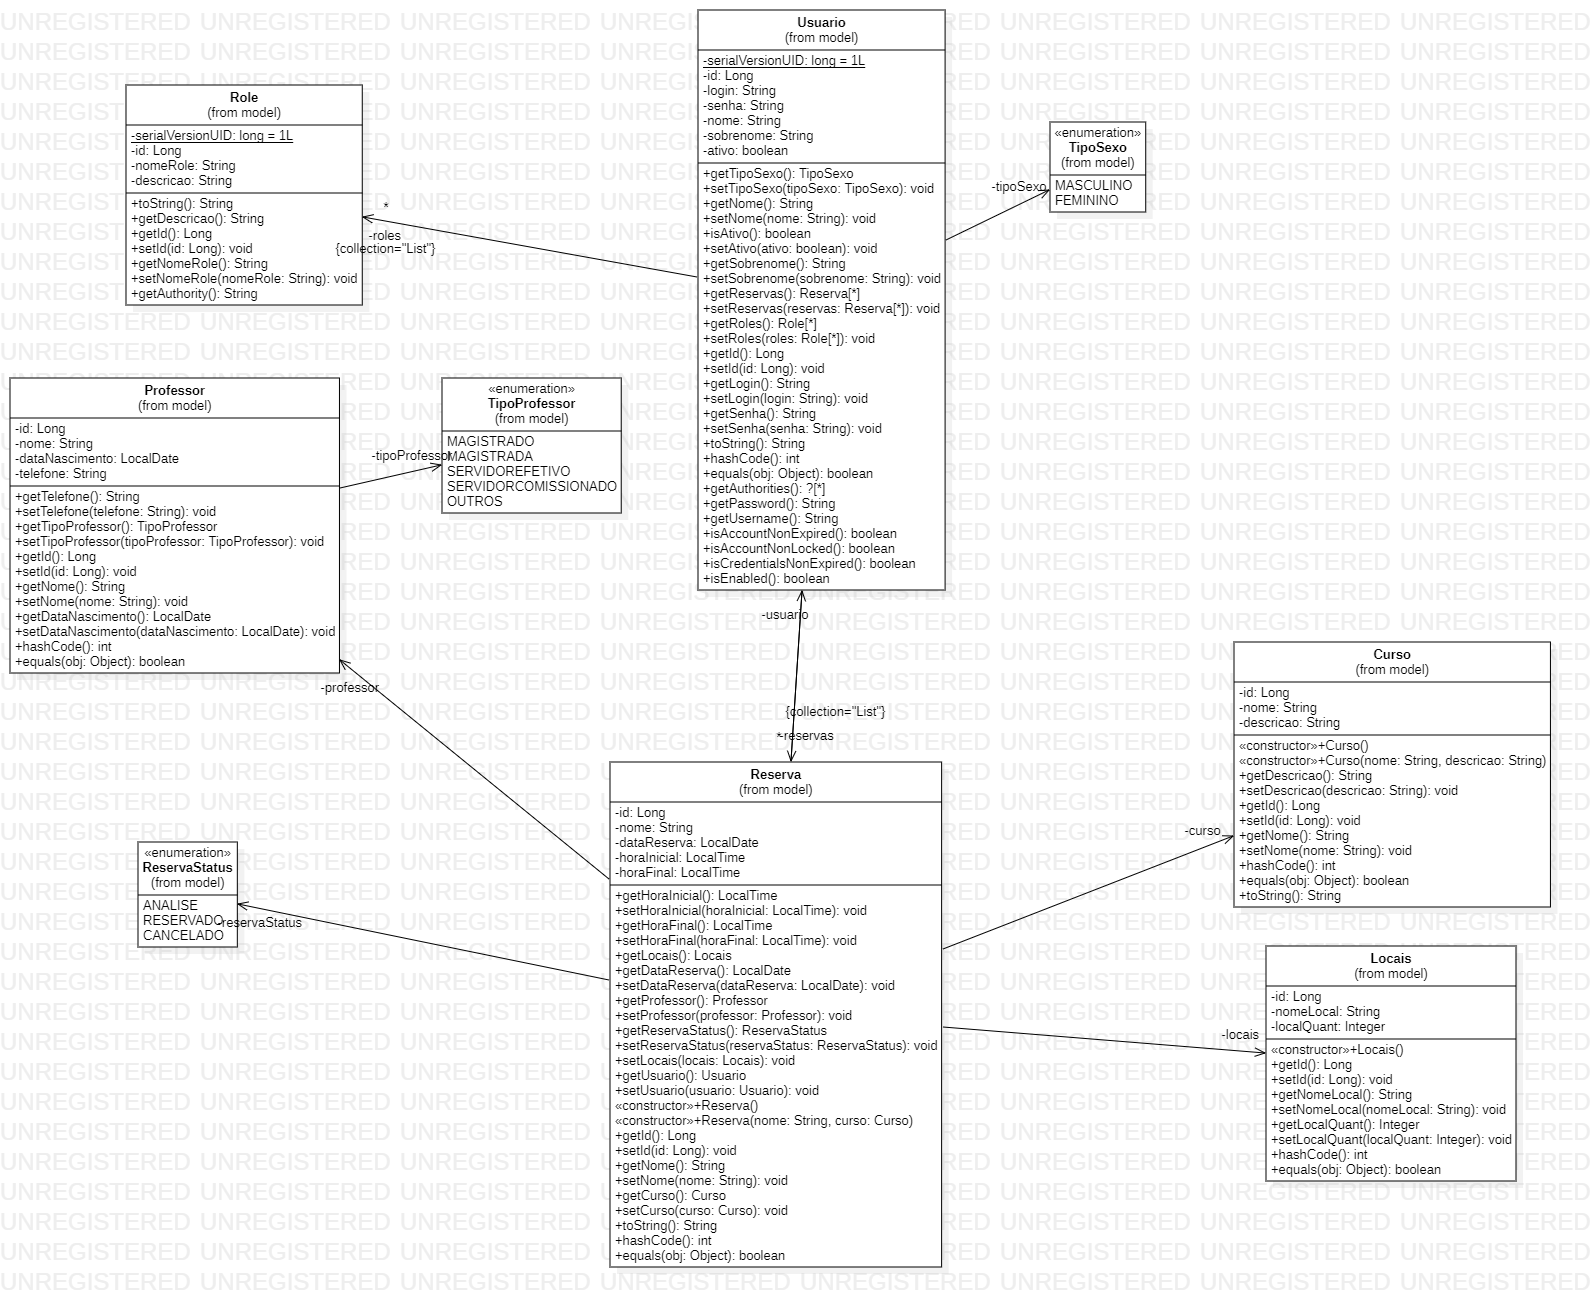 Usuario
(from model)
-serialVersionUID: long = 1L
-id: Long
-login: String
-senha: String
-nome: String
-sobrenome: String
-ativo: boolean
+getTipoSexo(): TipoSexo
+setTipoSexo(tipoSexo: TipoSexo): void
+getNome(): String
+setNome(nome: String): void
+isAtivo(): boolean
+setAtivo(ativo: boolean): void
+getSobrenome(): String
+setSobrenome(sobrenome: String): void
+getReservas(): Reserva[*]
+setReservas(reservas: Reserva[*]): void
+getRoles(): Role[*]
+setRoles(roles: Role[*]): void
+getId(): Long
+setId(id: Long): void
+getLogin(): String
+setLogin(login: String): void
+getSenha(): String
+setSenha(senha: String): void
+toString(): String
+hashCode(): int
+equals(obj: Object): boolean
+getAuthorities(): ?[*]
+getPassword(): String
+getUsername(): String
+isAccountNonExpired(): boolean
+isAccountNonLocked(): boolean
+isCredentialsNonExpired(): boolean
+isEnabled(): boolean
Role
(from model)
-serialVersionUID: long = 1L
-id: Long
-nomeRole: String
-descricao: String
+toString(): String
+getDescricao(): String
+getId(): Long
+setId(id: Long): void
+getNomeRole(): String
+setNomeRole(nomeRole: String): void
+getAuthority(): String
*
-roles
{collection="List"}
-tipoSexo
«enumeration»
TipoSexo
(from model)
MASCULINO
FEMININO
Professor
(from model)
-id: Long
-nome: String
-dataNascimento: LocalDate
-telefone: String
+getTelefone(): String
+setTelefone(telefone: String): void
+getTipoProfessor(): TipoProfessor
+setTipoProfessor(tipoProfessor: TipoProfessor): void
+getId(): Long
+setId(id: Long): void
+getNome(): String
+setNome(nome: String): void
+getDataNascimento(): LocalDate
+setDataNascimento(dataNascimento: LocalDate): void
+hashCode(): int
+equals(obj: Object): boolean
-tipoProfessor
«enumeration»
TipoProfessor
(from model)
MAGISTRADO
MAGISTRADA
SERVIDOREFETIVO
SERVIDORCOMISSIONADO
OUTROS
-usuario
{collection="List"}
*
-reservas
-professor
Reserva
(from model)
-id: Long
-nome: String
-dataReserva: LocalDate
-horaInicial: LocalTime
-horaFinal: LocalTime
+getHoraInicial(): LocalTime
+setHoraInicial(horaInicial: LocalTime): void
+getHoraFinal(): LocalTime
+setHoraFinal(horaFinal: LocalTime): void
+getLocais(): Locais
+getDataReserva(): LocalDate
+setDataReserva(dataReserva: LocalDate): void
+getProfessor(): Professor
+setProfessor(professor: Professor): void
+getReservaStatus(): ReservaStatus
+setReservaStatus(reservaStatus: ReservaStatus): void
+setLocais(locais: Locais): void
+getUsuario(): Usuario
+setUsuario(usuario: Usuario): void
«constructor»+Reserva()
«constructor»+Reserva(nome: String, curso: Curso)
+getId(): Long
+setId(id: Long): void
+getNome(): String
+setNome(nome: String): void
+getCurso(): Curso
+setCurso(curso: Curso): void
+toString(): String
+hashCode(): int
+equals(obj: Object): boolean
«enumeration»
ReservaStatus
(from model)
ANALISE
RESERVADO
CANCELADO
-reservaStatus
-curso
Curso
(from model)
-id: Long
-nome: String
-descricao: String
«constructor»+Curso()
«constructor»+Curso(nome: String, descricao: String)
+getDescricao(): String
+setDescricao(descricao: String): void
+getId(): Long
+setId(id: Long): void
+getNome(): String
+setNome(nome: String): void
+hashCode(): int
+equals(obj: Object): boolean
+toString(): String
-locais
Locais
(from model)
-id: Long
-nomeLocal: String
-localQuant: Integer
«constructor»+Locais()
+getId(): Long
+setId(id: Long): void
+getNomeLocal(): String
+setNomeLocal(nomeLocal: String): void
+getLocalQuant(): Integer
+setLocalQuant(localQuant: Integer): void
+hashCode(): int
+equals(obj: Object): boolean
UNREGISTERED